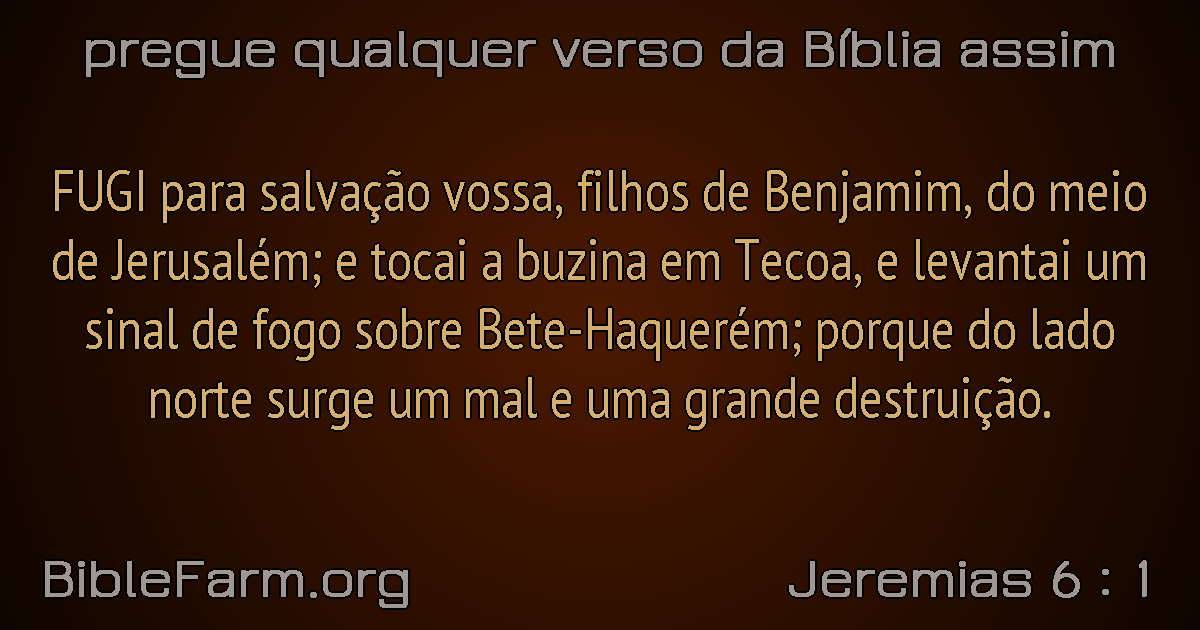 pregue qualquer verso da Bíblia assim
FUGI para salvação vossa, filhos de Benjamim, do meio
de Jerusalém; e tocai a buzina em Tecoa, e levantai um
sinal de fogo sobre Bete-Haquerém; porque do lado
norte surge um mal e uma grande destruição.
BibleFarm.org
Jeremias 6 : 1